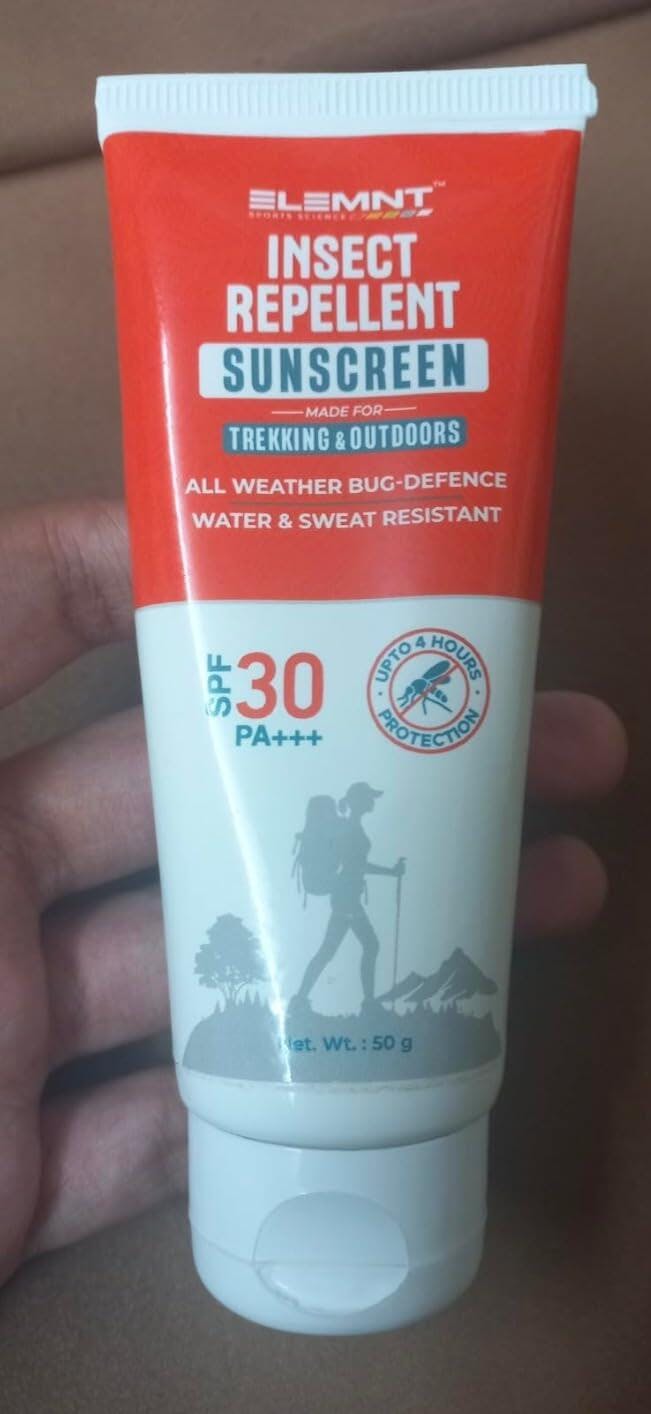 ELEMNT™
SPORTS SCIENCE
INSECT
REPELLENT
SUNSCREEN
MADE FOR
TREKKING & OUTDOORS
ALL WEATHER BUG-DEFENCE
WATER & SWEAT RESISTANT
SPF 30
PA+++
UPTO 4 HOURS
PROTECTION
Net. Wt. : 50 g